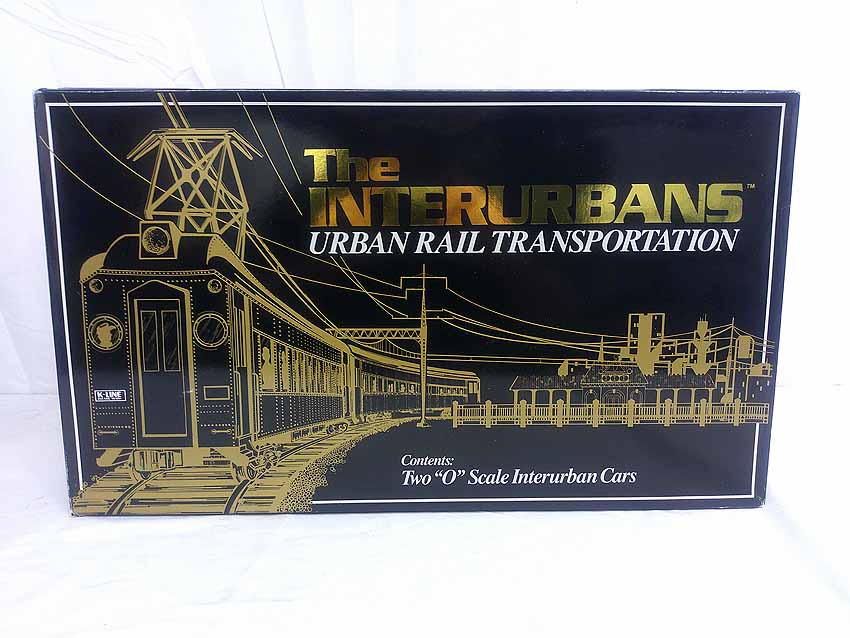 The
INTERURBANS™
URBAN RAIL TRANSPORTATION
K-LINE
Contents:
Two "O" Scale Interurban Cars